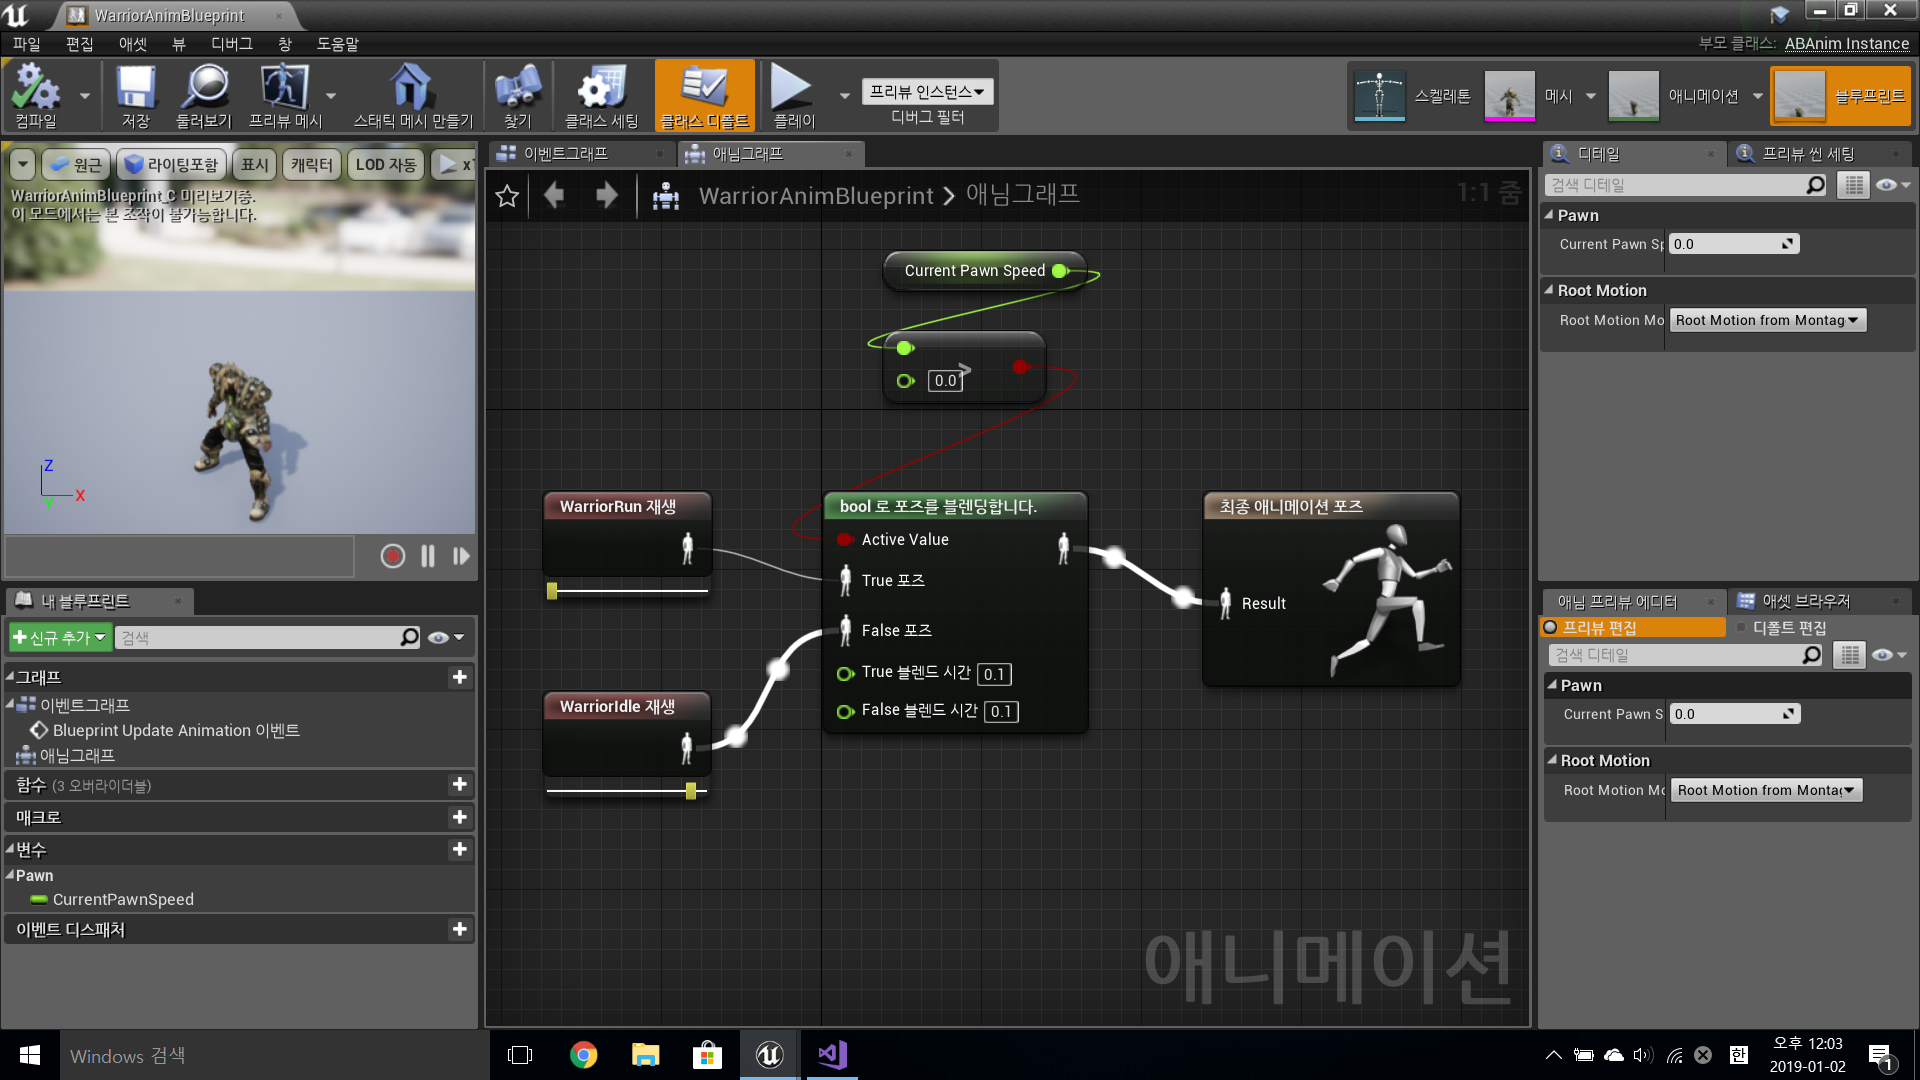 WarriorAnimBlueprint
파일 편집 애셋 뷰 디버그 창 도움말
부모 클래스: ABAnim Instance
컴파일 저장 둘러보기 프리뷰 메시 스태틱 메시 만들기 찾기 클래스 세팅 클래스 디폴트 플레이
프리뷰 인스턴스
디버그 필터
스켈레톤 메시 애니메이션 블루프린트
원근 라이팅포함 표시 캐릭터 LOD 자동 x1
WarriorAnimBlueprint_C 미리보기중.
이 모드에서는 본 조작이 불가능합니다.
Z
X
Y
이벤트그래프 애님그래프
WarriorAnimBlueprint > 애님그래프
1:1 줌
Current Pawn Speed
>
0.0
WarriorRun 재생
bool 로 포즈를 블렌딩합니다.
Active Value
True 포즈
False 포즈
True 블렌드 시간 0.1
False 블렌드 시간 0.1
WarriorIdle 재생
최종 애니메이션 포즈
Result
애니메이션
내 블루프린트
신규 추가 검색
그래프
이벤트그래프
Blueprint Update Animation 이벤트
애님그래프
함수 (3 오버라이더블)
매크로
변수
Pawn
CurrentPawnSpeed
이벤트 디스패처
디테일 프리뷰 씬 세팅
검색 디테일
Pawn
Current Pawn Sp 0.0
Root Motion
Root Motion Mo Root Motion from Montag
애님 프리뷰 에디터 애셋 브라우저
프리뷰 편집 디폴트 편집
검색 디테일
Pawn
Current Pawn S 0.0
Root Motion
Root Motion Mo Root Motion from Montag
Windows 검색
한
오후 12:03
2019-01-02
1